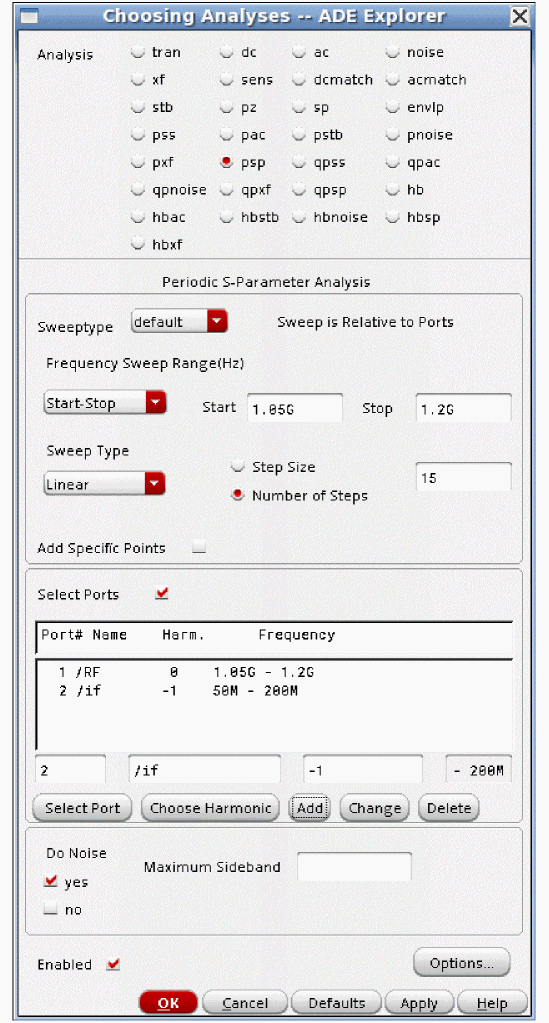 Choosing Analyses -- ADE Explorer
Analysis tran dc ac noise
xf sens dcmatch acmatch
stb pz sp envlp
pss pac pstb pnoise
pxf psp qpss qpac
qpnoise qpxf qpsp hb
hbac hbstb hbnoise hbsp
hbxf
Periodic S-Parameter Analysis
Sweeptype default Sweep is Relative to Ports
Frequency Sweep Range(Hz)
Start-Stop Start 1.05G Stop 1.2G
Sweep Type
Linear Step Size 15
Number of Steps
Add Specific Points
Select Ports
Port# Name Harm. Frequency
1 /RF 0 1.05G - 1.2G
2 /if -1 50M - 200M
2 /if -1 - 200M
Select Port Choose Harmonic Add Change Delete
Do Noise
Maximum Sideband
yes
no
Enabled Options...
OK Cancel Defaults Apply Help